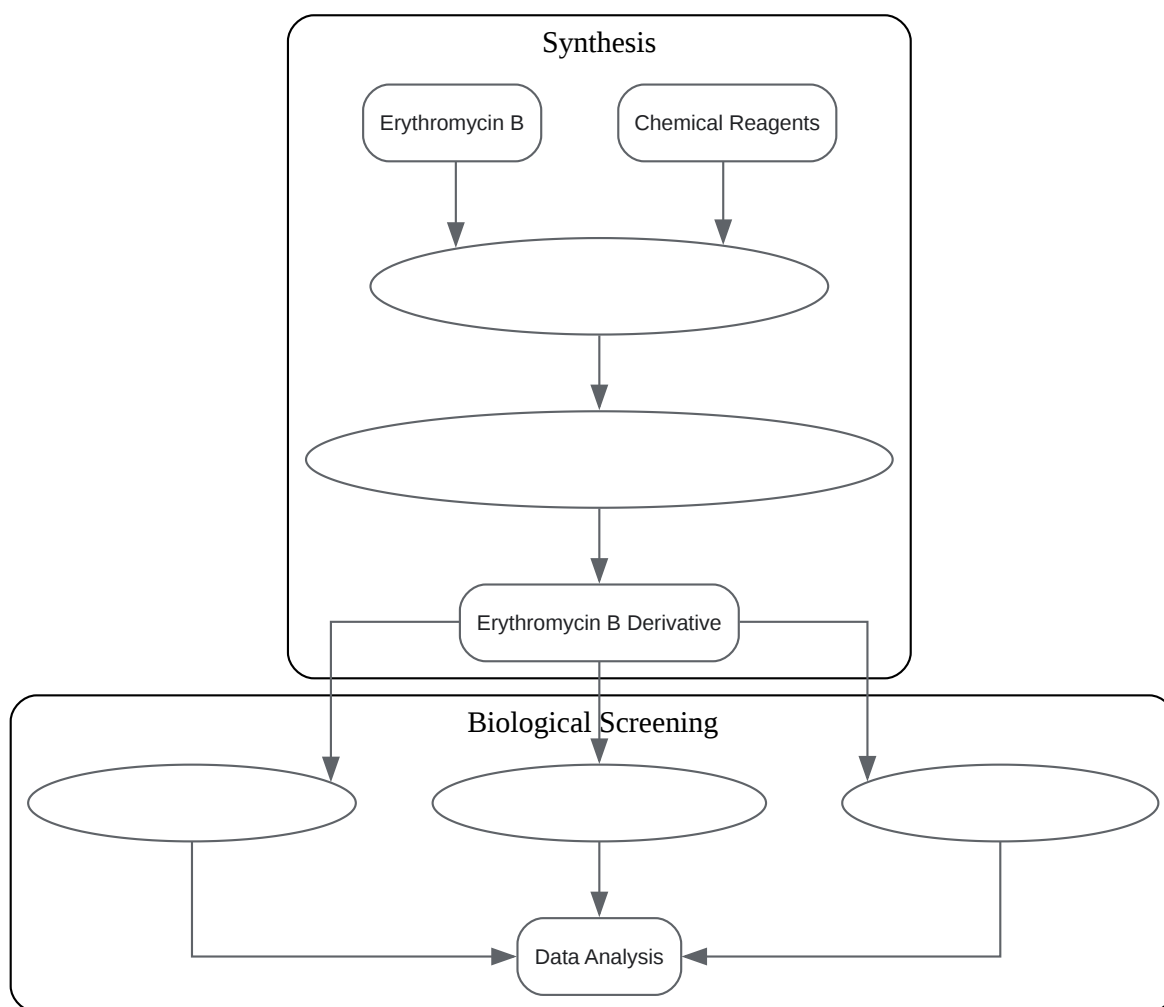 Synthesis
Erythromycin B
Chemical Reagents
Erythromycin B Derivative
Biological Screening
Data Analysis